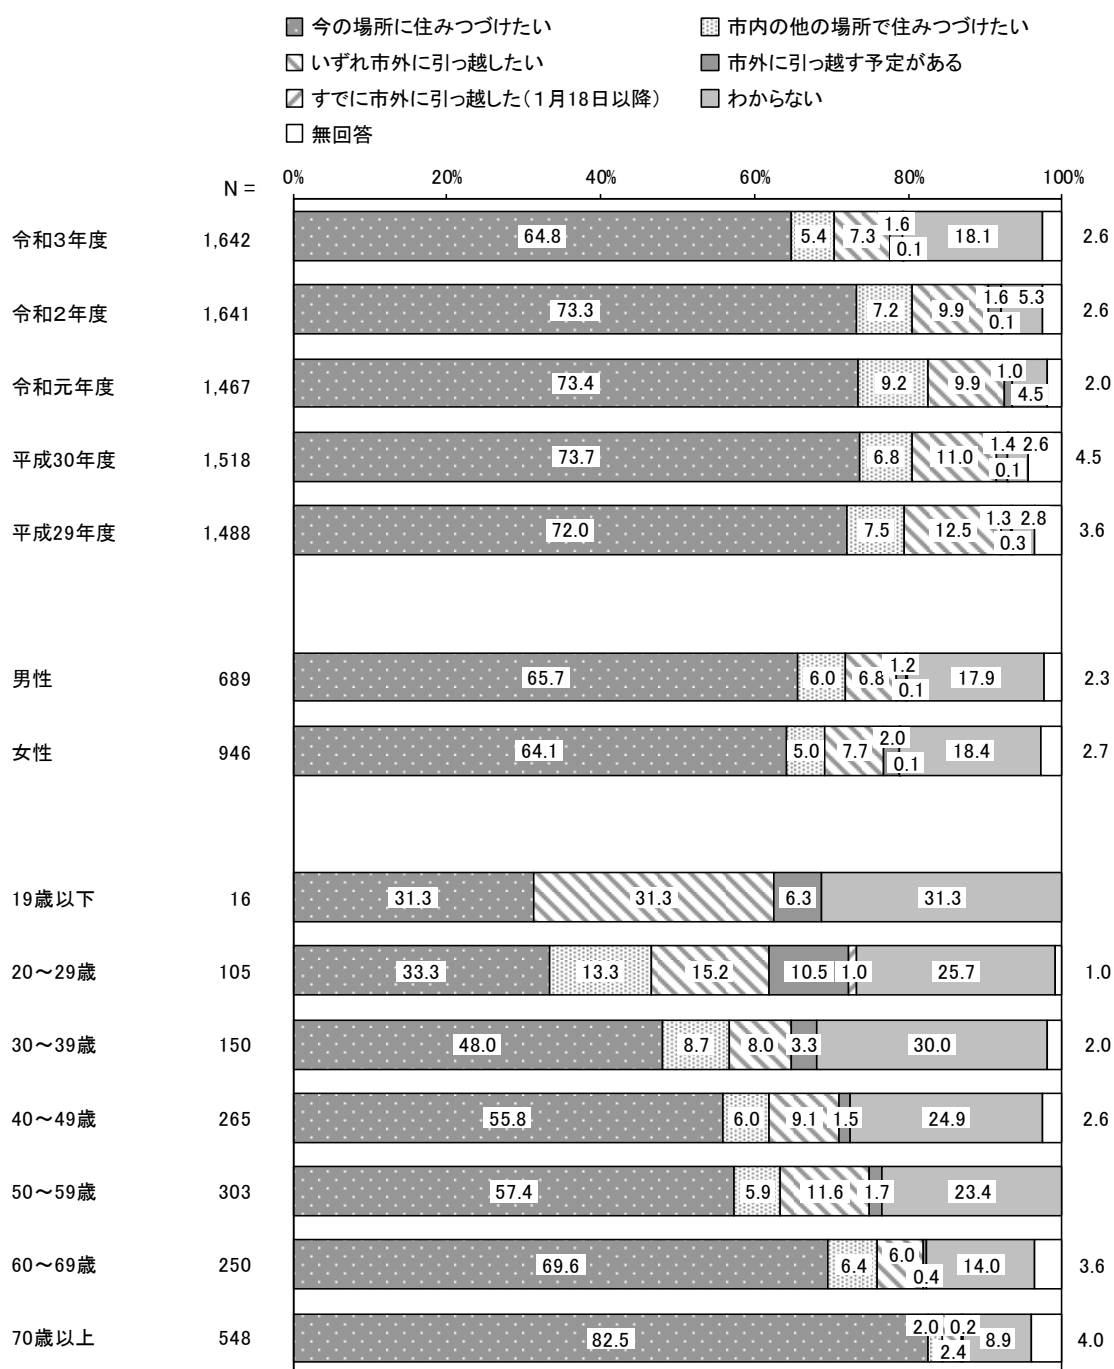 今の場所に住みつづけたい 市内の他の場所で住みつづけたい
いずれ市外に引っ越したい 市外に引っ越す予定がある
すでに市外に引っ越した(1月18日以降) わからない
無回答
N = 0% 20% 40% 60% 80% 100%
令和3年度 1,642 64.8 5.4 7.3 1.6 0.1 18.1 2.6
令和2年度 1,641 73.3 7.2 9.9 1.6 0.1 5.3 2.6
令和元年度 1,467 73.4 9.2 9.9 1.0 4.5 2.0
平成30年度 1,518 73.7 6.8 11.0 1.4 0.1 2.6 4.5
平成29年度 1,488 72.0 7.5 12.5 1.3 0.3 2.8 3.6
男性 689 65.7 6.0 6.8 1.2 0.1 17.9 2.3
女性 946 64.1 5.0 7.7 2.0 0.1 18.4 2.7
19歳以下 16 31.3 31.3 6.3 31.3
20～29歳 105 33.3 13.3 15.2 10.5 1.0 25.7 1.0
30～39歳 150 48.0 8.7 8.0 3.3 30.0 2.0
40～49歳 265 55.8 6.0 9.1 1.5 24.9 2.6
50～59歳 303 57.4 5.9 11.6 1.7 23.4
60～69歳 250 69.6 6.4 6.0 0.4 14.0 3.6
70歳以上 548 82.5 2.0 2.4 0.2 8.9 4.0